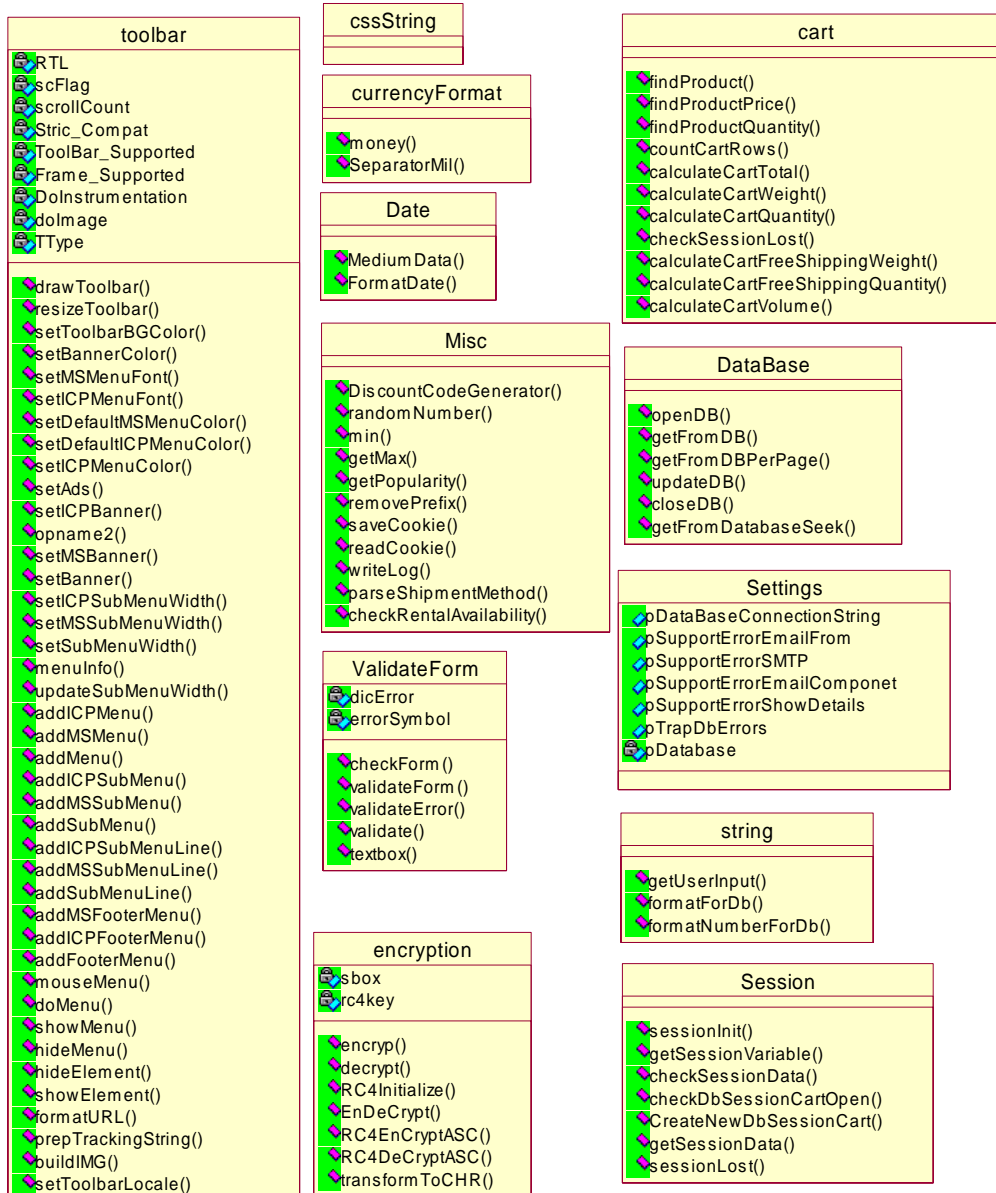 toolbar
RTL
scFlag
scrollCount
Stric_Compat
ToolBar_Supported
Frame_Supported
DoInstrumentation
doImage
TType
drawToolbar()
resizeToolbar()
setToolbarBGColor()
setBannerColor()
setMSMenuFont()
setICPMenuFont()
setDefaultMSMenuColor()
setDefaultICPMenuColor()
setICPMenuColor()
setAds()
setICPBanner()
opname2()
setMSBanner()
setBanner()
setICPSubMenuWidth()
setMSSubMenuWidth()
setSubMenuWidth()
menuInfo()
updateSubMenuWidth()
addICPMenu()
addMSMenu()
addMenu()
addICPSubMenu()
addMSSubMenu()
addSubMenu()
addICPSubMenuLine()
addMSSubMenuLine()
addSubMenuLine()
addMSFooterMenu()
addICPFooterMenu()
addFooterMenu()
mouseMenu()
doMenu()
showMenu()
hideMenu()
hideElement()
showElement()
formatURL()
prepTrackingString()
buildIMG()
setToolbarLocale()
cssString
currencyFormat
money()
SeparatorMil()
Date
MediumData()
FormatDate()
Misc
DiscountCodeGenerator()
randomNumber()
min()
getMax()
getPopularity()
removePrefix()
saveCookie()
readCookie()
writeLog()
parseShipmentMethod()
checkRentalAvailability()
ValidateForm
dicError
errorSymbol
checkForm()
validateForm()
validateError()
validate()
textbox()
encryption
sbox
rc4key
encryp()
decrypt()
RC4Initialize()
EnDeCrypt()
RC4EnCryptASC()
RC4DeCryptASC()
transformToCHR()
cart
findProduct()
findProductPrice()
findProductQuantity()
countCartRows()
calculateCartTotal()
calculateCartWeight()
calculateCartQuantity()
checkSessionLost()
calculateCartFreeShippingWeight()
calculateCartFreeShippingQuantity()
calculateCartVolume()
DataBase
openDB()
getFromDB()
getFromDBPerPage()
updateDB()
closeDB()
getFromDatabaseSeek()
Settings
pDataBaseConnectionString
pSupportErrorEmailFrom
pSupportErrorSMTP
pSupportErrorEmailComponet
pSupportErrorShowDetails
pTrapDbErrors
pDatabase
string
getUserInput()
formatForDb()
formatNumberForDb()
Session
sessionInit()
getSessionVariable()
checkSessionData()
checkDbSessionCartOpen()
CreateNewDbSessionCart()
getSessionData()
sessionLost()